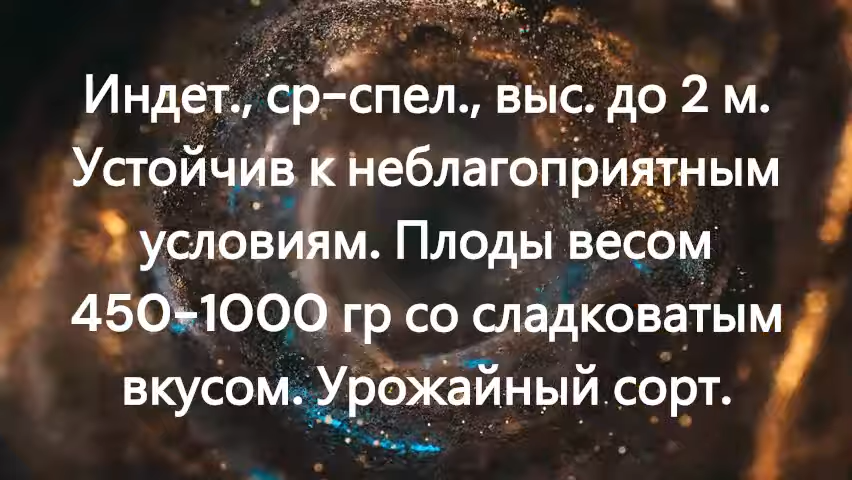 Индет., ср-спел., выс. до 2 м.
Устойчив к неблагоприятным
условиям. Плоды весом
450-1000 гр со сладковатым
вкусом. Урожайный сорт.